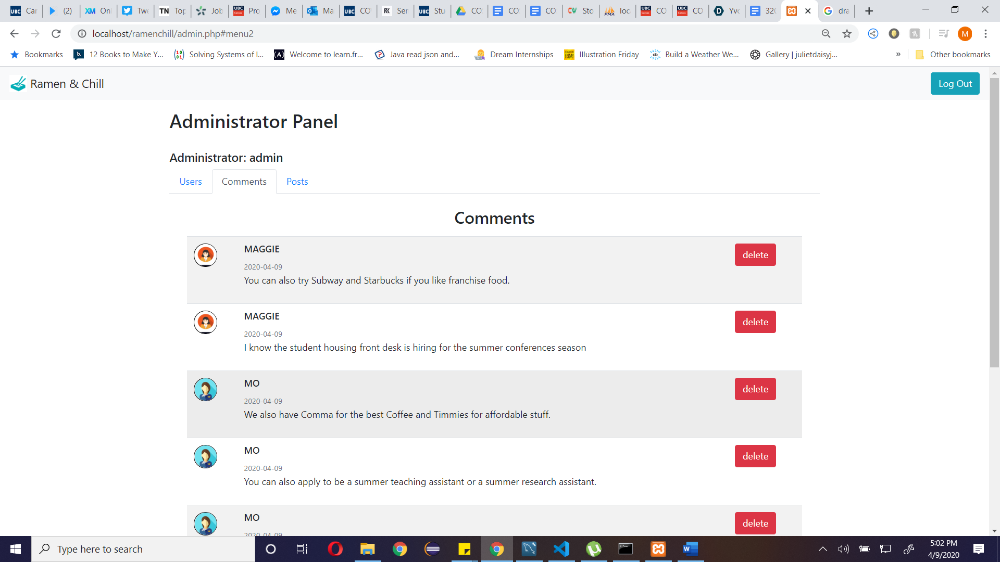 Car (2) Onl Twe Top Job Pro Me Ma CO Ser Stu CO CO CO Sto loc CO CO Yvo 320 dra
localhost/ramenchill/admin.php#menu2
M
Bookmarks 12 Books to Make Y... Solving Systems of I... Welcome to learn.fr... Java read json and... Dream Internships Illustration Friday Build a Weather We... Gallery | julietdaisyj... » Other bookmarks
Ramen & Chill
Log Out
Administrator Panel
Administrator: admin
Users Comments Posts
Comments
MAGGIE
delete
2020-04-09
You can also try Subway and Starbucks if you like franchise food.
MAGGIE
delete
2020-04-09
I know the student housing front desk is hiring for the summer conferences season
MO
delete
2020-04-09
We also have Comma for the best Coffee and Timmies for affordable stuff.
MO
delete
2020-04-09
You can also apply to be a summer teaching assistant or a summer research assistant.
MO
delete
2020-04-09
Type here to search
5:02 PM
4/9/2020